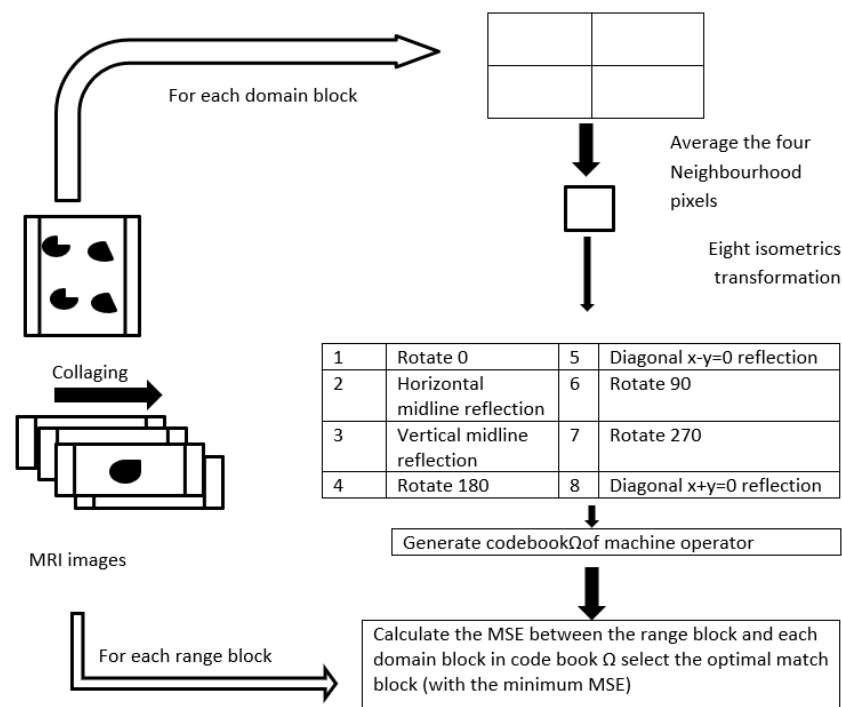 For each domain block
Average the four
Neighbourhood
pixels
Eight isometrics
transformation
Collaging
MRI images
1 Rotate 0 5 Diagonal x-y=0 reflection
2 Horizontal 6 Rotate 90
midline reflection
3 Vertical midline 7 Rotate 270
reflection
4 Rotate 180 8 Diagonal x+y=0 reflection
Generate codebookΩof machine operator
For each range block
Calculate the MSE between the range block and each
domain block in code book Ω select the optimal match
block (with the minimum MSE)